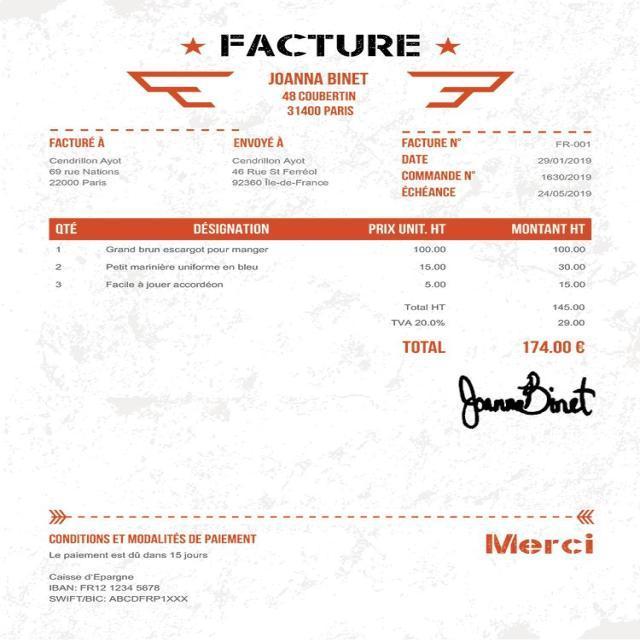 FACTURE
JOANNA BINET
48 COUBERTIN
31400 PARIS
FACTURÉ À
Cendrillon Ayot
69 rue Nations
22000 Paris
ENVOYÉ À
Cendrillon Ayot
46 Rue St Ferréol
92360 Île-de-France
FACTURE N° FR-001
DATE 29/01/2019
COMMANDE N° 1630/2019
ÉCHÉANCE 24/05/2019
QTÉ DÉSIGNATION PRIX UNIT. HT MONTANT HT
1 Grand brun escargot pour manger 100.00 100.00
2 Petit marinière uniforme en bleu 15.00 30.00
3 Facile à jouer accordéon 5.00 15.00
Total HT 145.00
TVA 20.0% 29.00
TOTAL 174.00 €
Joanna Binet
CONDITIONS ET MODALITÉS DE PAIEMENT
Le paiement est dû dans 15 jours
Caisse d'Epargne
IBAN: FR12 1234 5678
SWIFT/BIC: ABCDFRP1XXX
Merci